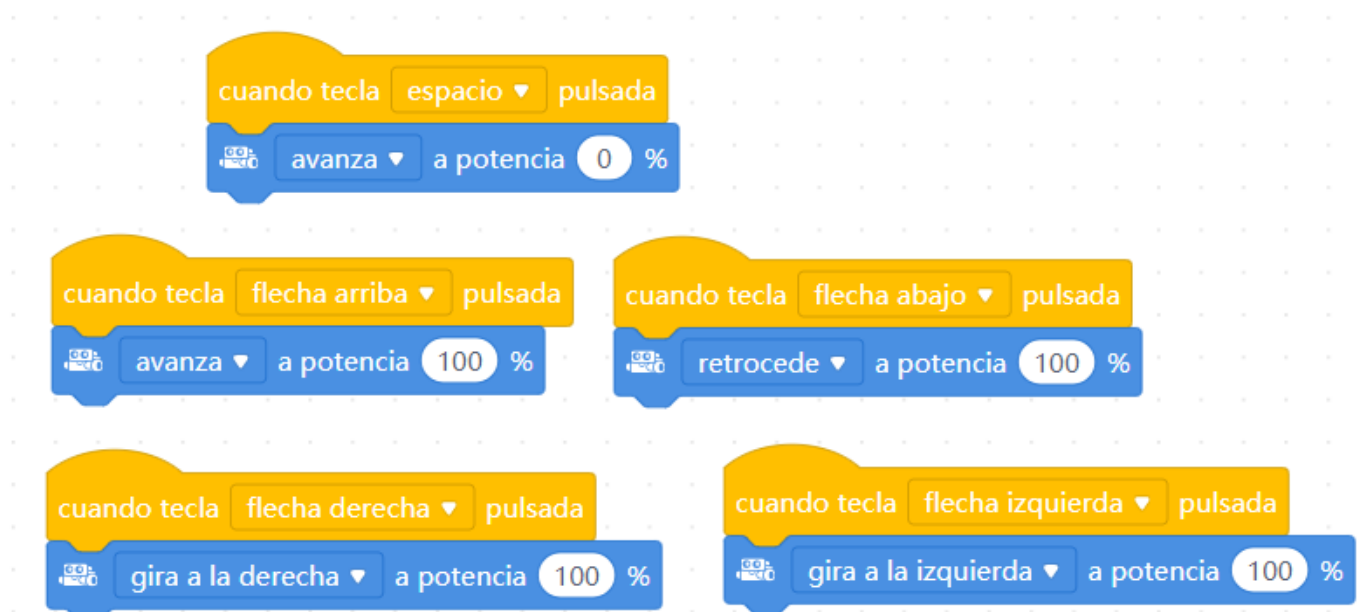 cuando tecla espacio pulsada
avanza a potencia 0 %
cuando tecla flecha arriba pulsada
avanza a potencia 100 %
cuando tecla flecha abajo pulsada
retrocede a potencia 100 %
cuando tecla flecha derecha pulsada
gira a la derecha a potencia 100 %
cuando tecla flecha izquierda pulsada
gira a la izquierda a potencia 100 %